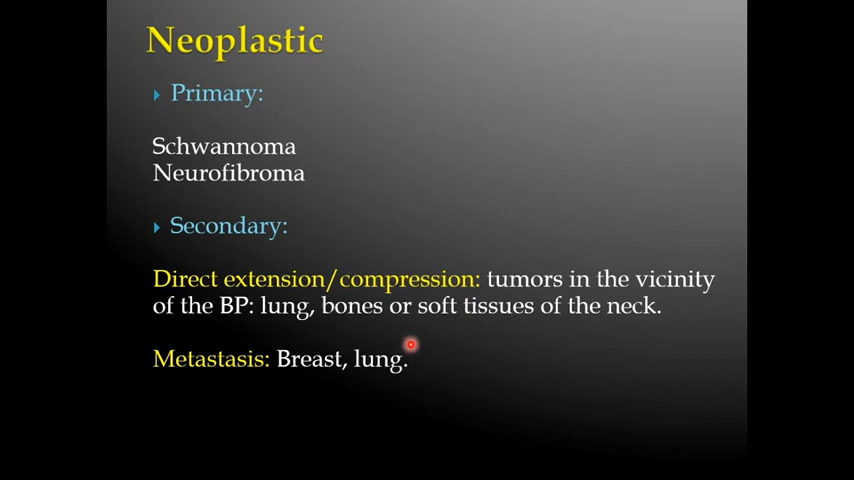 Neoplastic
Primary:
Schwannoma
Neurofibroma
Secondary:
Direct extension/compression: tumors in the vicinity
of the BP: lung, bones or soft tissues of the neck.
Metastasis: Breast, lung.